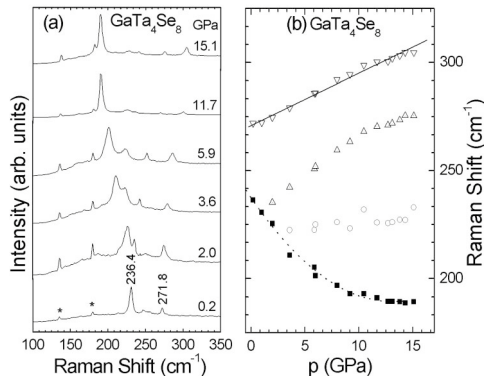 (a) GaTa4Se8 GPa
15.1
11.7
5.9
3.6
2.0
0.2
236.4
271.8
*
*
Intensity (arb. units)
100 150 200 250 300 350
Raman Shift (cm-1)
(b) GaTa4Se8
300
250
200
Raman Shift (cm-1)
0 5 10 15
p (GPa)